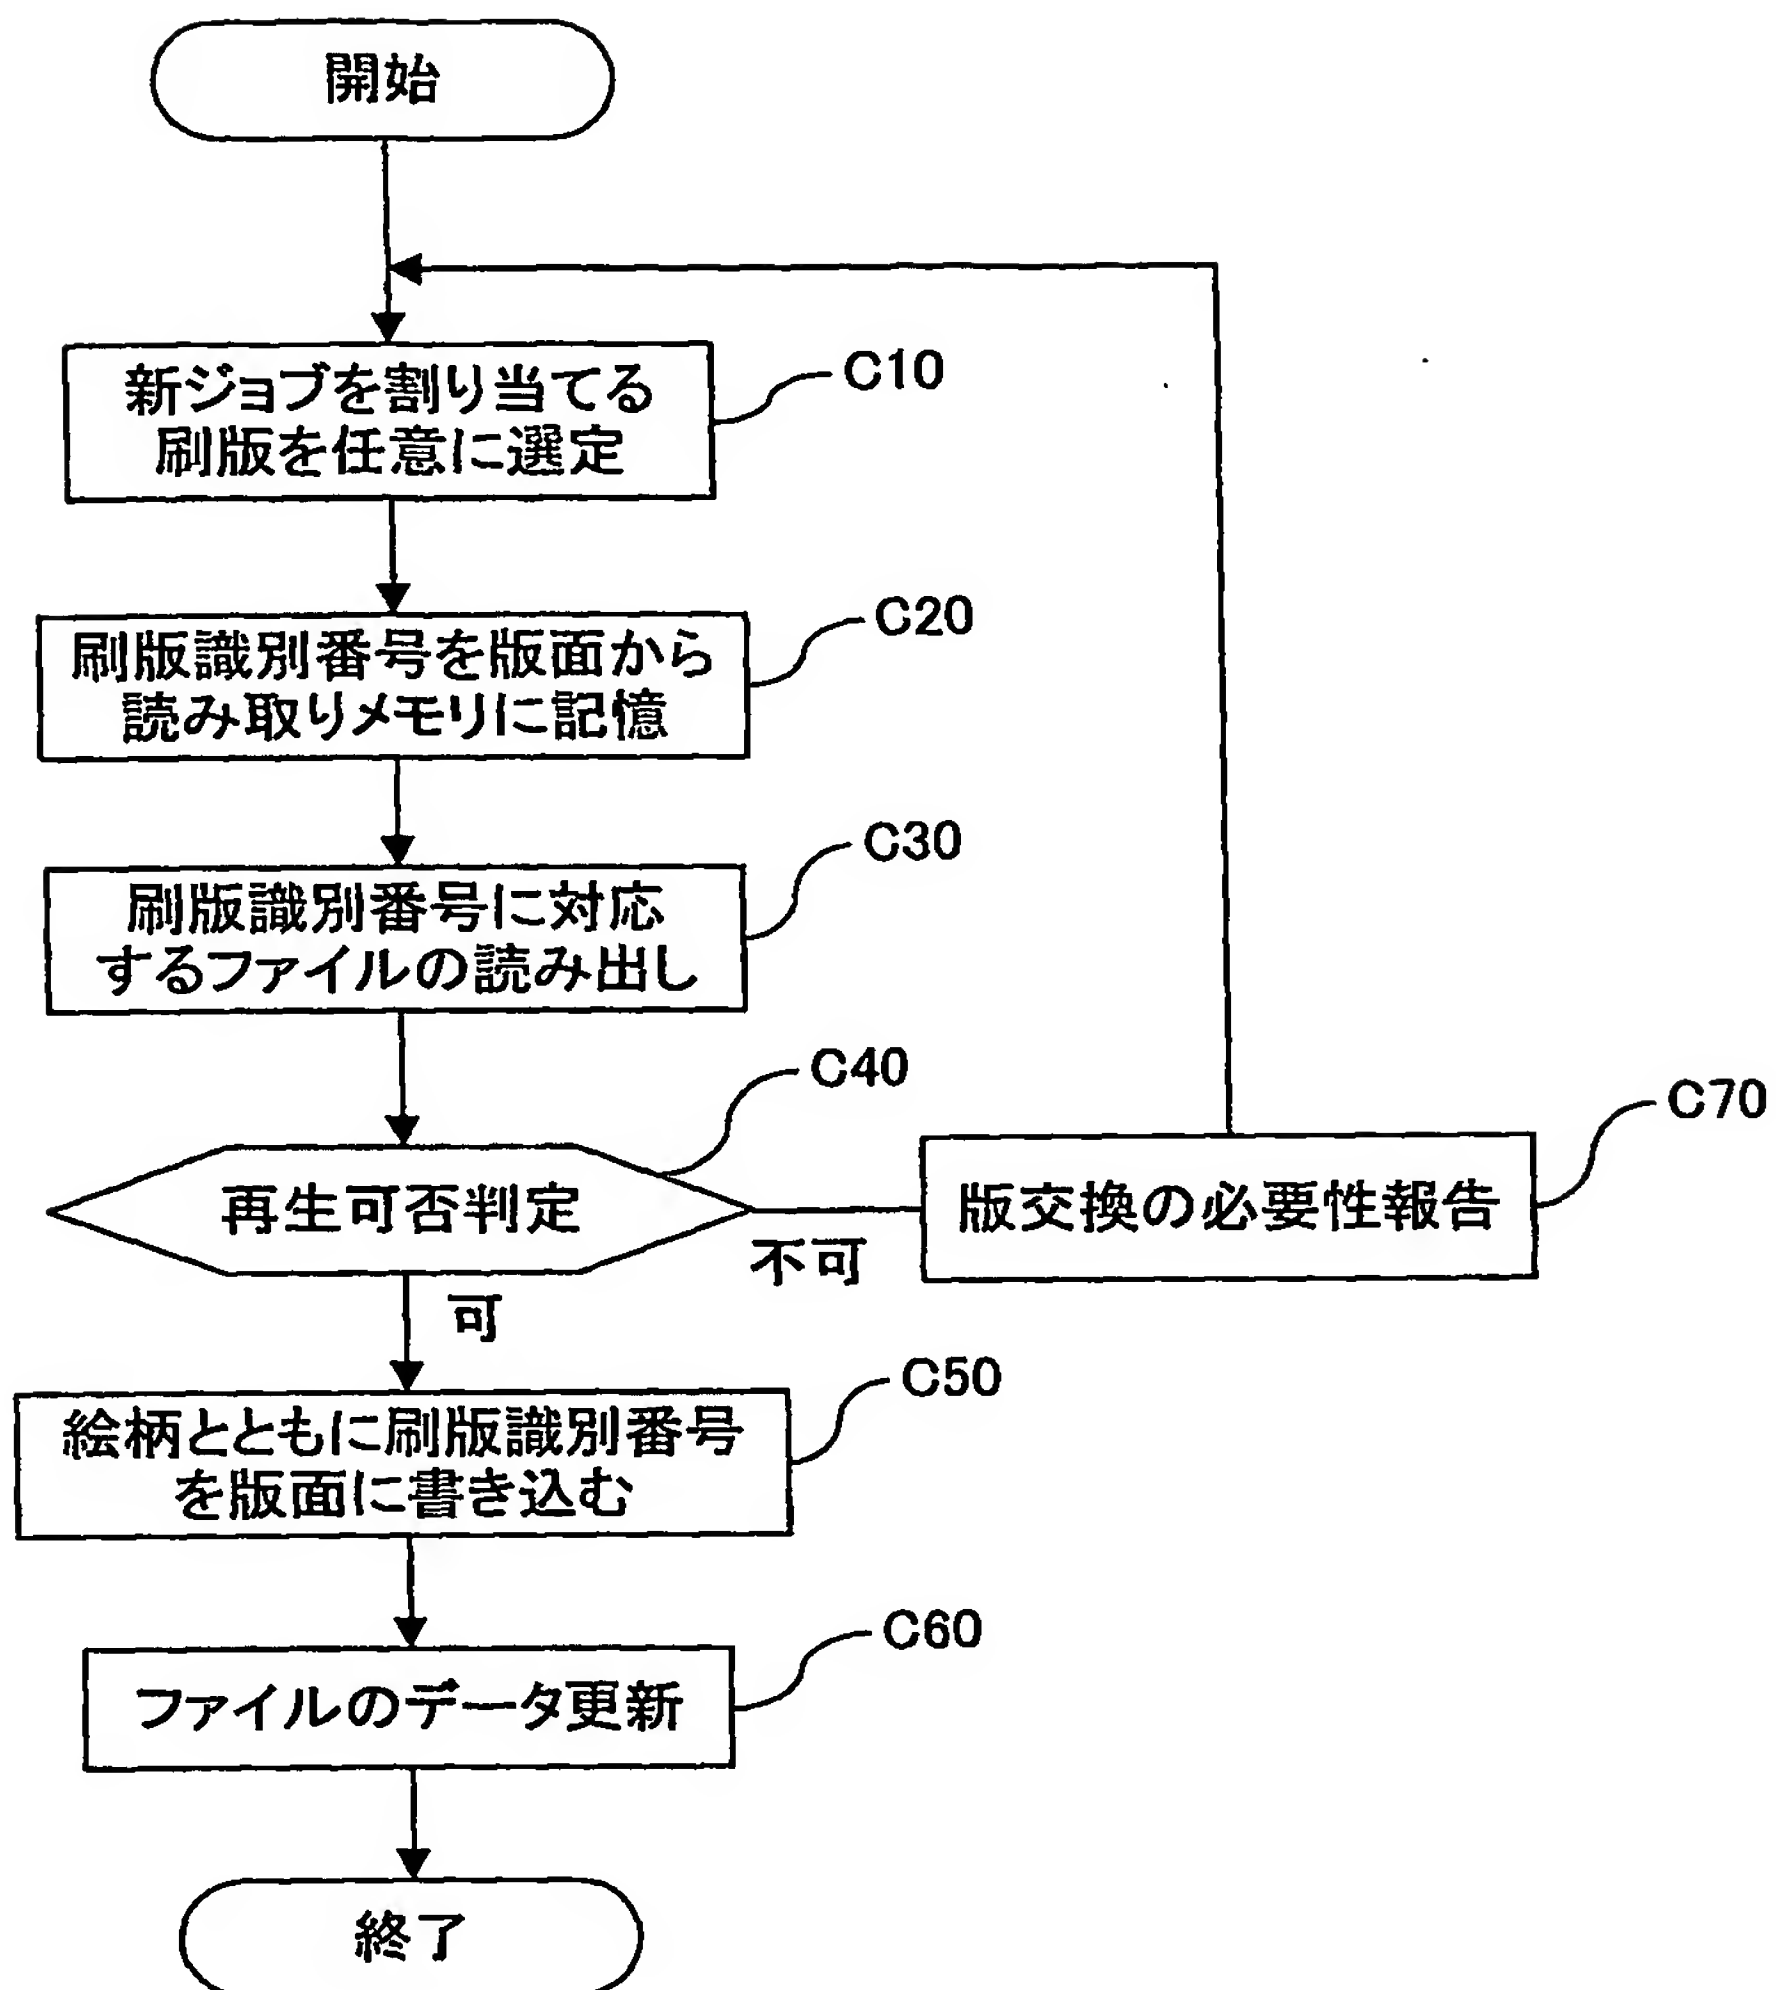 開始
新ジョブを割り当てる
刷版を任意に選定
C10
刷版識別番号を版面から
読み取りメモリに記憶
C20
刷版識別番号に対応
するファイルの読み出し
C30
再生可否判定
C40
不可
版交換の必要性報告
C70
可
絵柄とともに刷版識別番号
を版面に書き込む
C50
ファイルのデータ更新
C60
終了